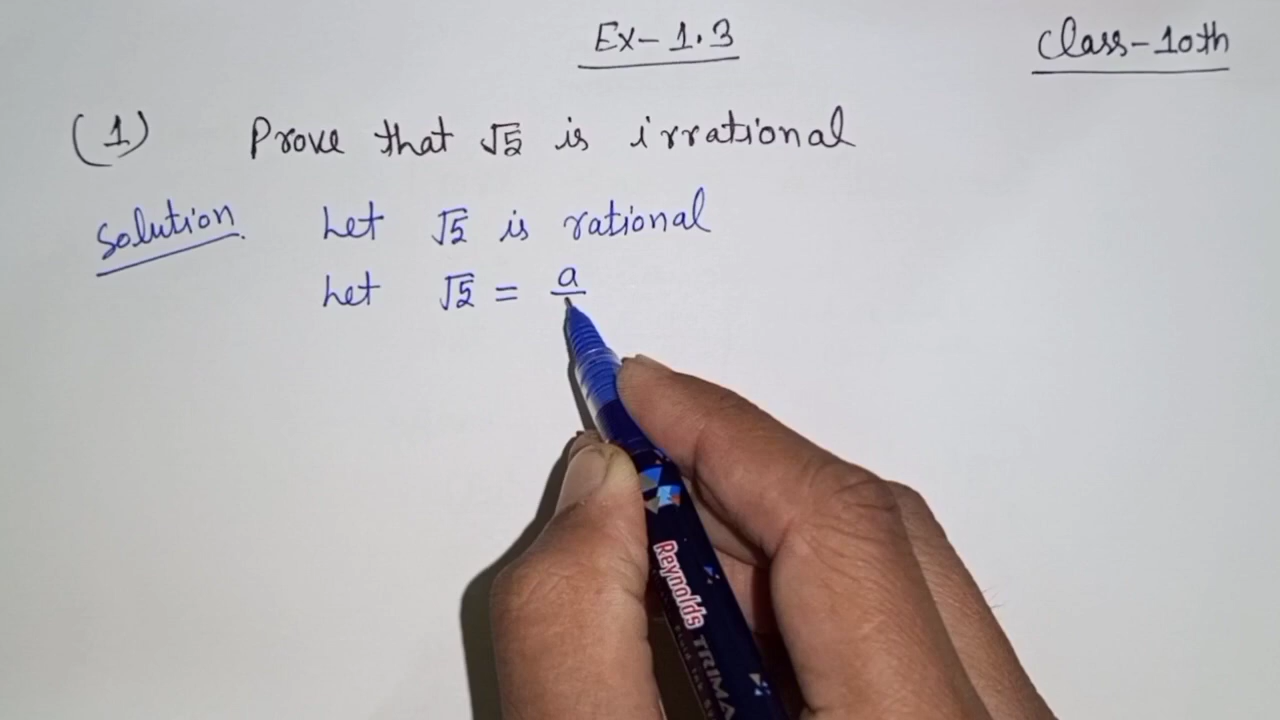 Ex-1.3
Class-10th
(1) Prove that √5 is irrational
Solution Let √5 is rational
Let √5 = a
Reynolds TRIMA